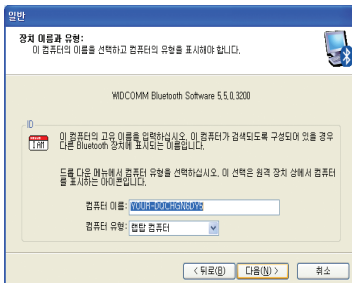 일반
장치 이름과 유형:
이 컴퓨터의 이름을 선택하고 컴퓨터의 유형을 표시해야 합니다.
WIDCOMM Bluetooth Software 5,5,0,3200
ID
I AM
이 컴퓨터의 고유 이름을 입력하십시오. 이 컴퓨터가 검색되도록 구성되어 있을 경우
다른 Bluetooth 장치에 표시되는 이름입니다.
드롭 다운 메뉴에서 컴퓨터 유형을 선택하십시오. 이 선택은 원격 장치 상에서 컴퓨터
를 표시하는 아이콘입니다.
컴퓨터 이름:
컴퓨터 유형: 랩탑 컴퓨터
< 뒤로(B)
다음(N) >
취소